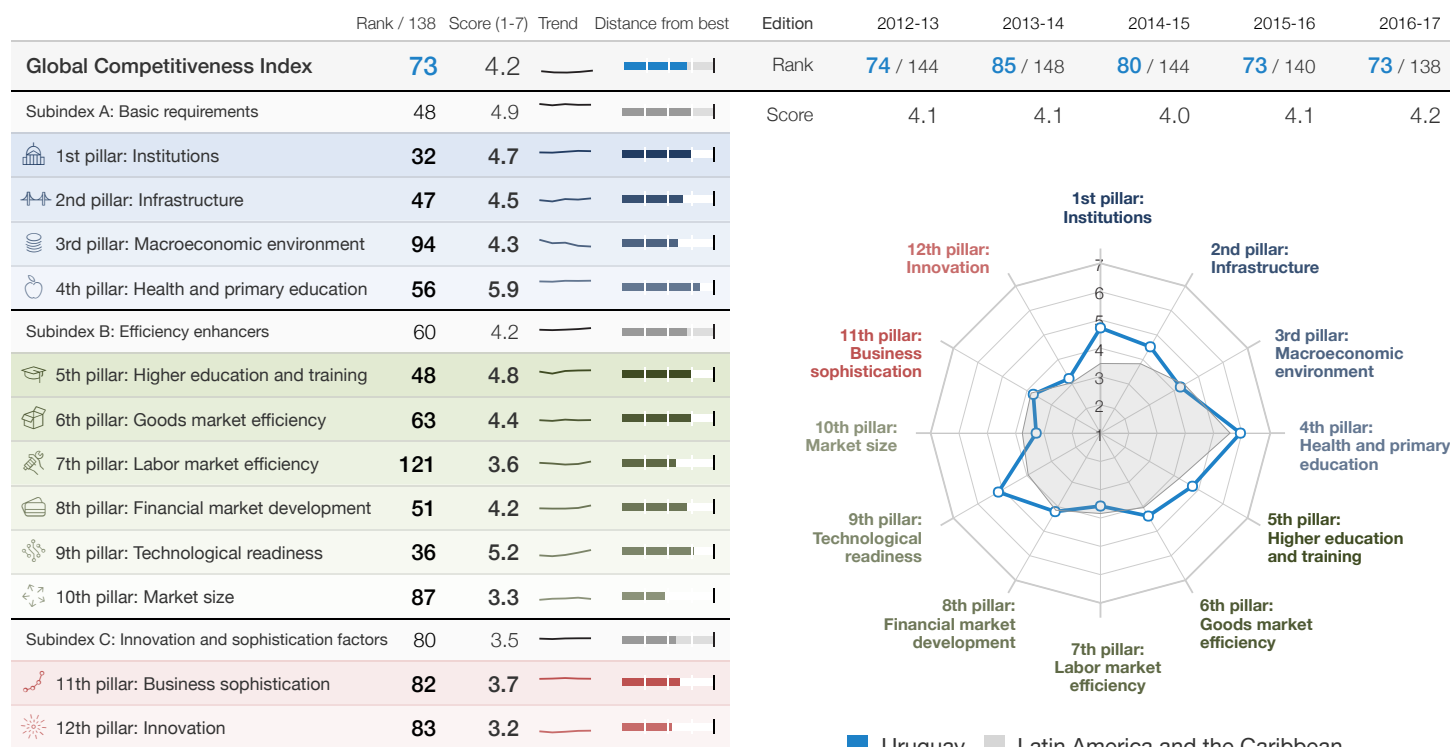 Rank / 138 Score (1-7) Trend Distance from best
Global Competitiveness Index 73 4.2
Subindex A: Basic requirements 48 4.9
1st pillar: Institutions 32 4.7
2nd pillar: Infrastructure 47 4.5
3rd pillar: Macroeconomic environment 94 4.3
4th pillar: Health and primary education 56 5.9
Subindex B: Efficiency enhancers 60 4.2
5th pillar: Higher education and training 48 4.8
6th pillar: Goods market efficiency 63 4.4
7th pillar: Labor market efficiency 121 3.6
8th pillar: Financial market development 51 4.2
9th pillar: Technological readiness 36 5.2
10th pillar: Market size 87 3.3
Subindex C: Innovation and sophistication factors 80 3.5
11th pillar: Business sophistication 82 3.7
12th pillar: Innovation 83 3.2
Edition 2012-13 2013-14 2014-15 2015-16 2016-17
Rank 74 / 144 85 / 148 80 / 144 73 / 140 73 / 138
Score 4.1 4.1 4.0 4.1 4.2
1st pillar:
Institutions
2nd pillar:
Infrastructure
3rd pillar:
Macroeconomic
environment
4th pillar:
Health and primary
education
5th pillar:
Higher education
and training
6th pillar:
Goods market
efficiency
7th pillar:
Labor market
efficiency
8th pillar:
Financial market
development
9th pillar:
Technological
readiness
10th pillar:
Market size
11th pillar:
Business
sophistication
12th pillar:
Innovation
7
6
5
4
3
2
1
Uruguay Latin America and the Caribbean